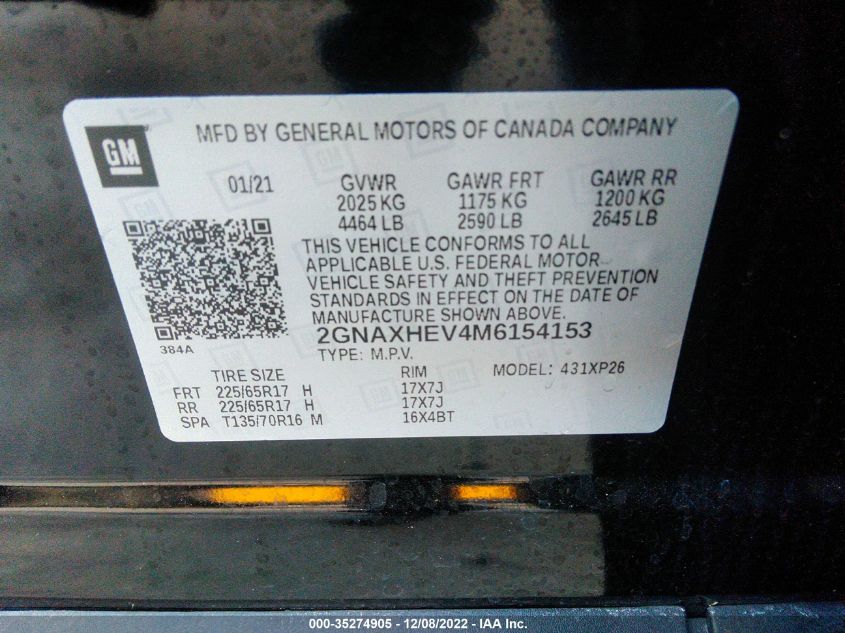 GM
MFD BY GENERAL MOTORS OF CANADA COMPANY
01/21 GVWR GAWR FRT GAWR RR
2025 KG 1175 KG 1200 KG
4464 LB 2590 LB 2645 LB
THIS VEHICLE CONFORMS TO ALL
APPLICABLE U.S. FEDERAL MOTOR
VEHICLE SAFETY AND THEFT PREVENTION
STANDARDS IN EFFECT ON THE DATE OF
MANUFACTURE SHOWN ABOVE.
2GNAXHEV4M6154153
384A
TYPE: M.P.V.
TIRE SIZE RIM MODEL: 431XP26
FRT 225/65R17 H 17X7J
RR 225/65R17 H 17X7J
SPA T135/70R16 M 16X4BT
000-35274905 - 12/08/2022 - IAA Inc.